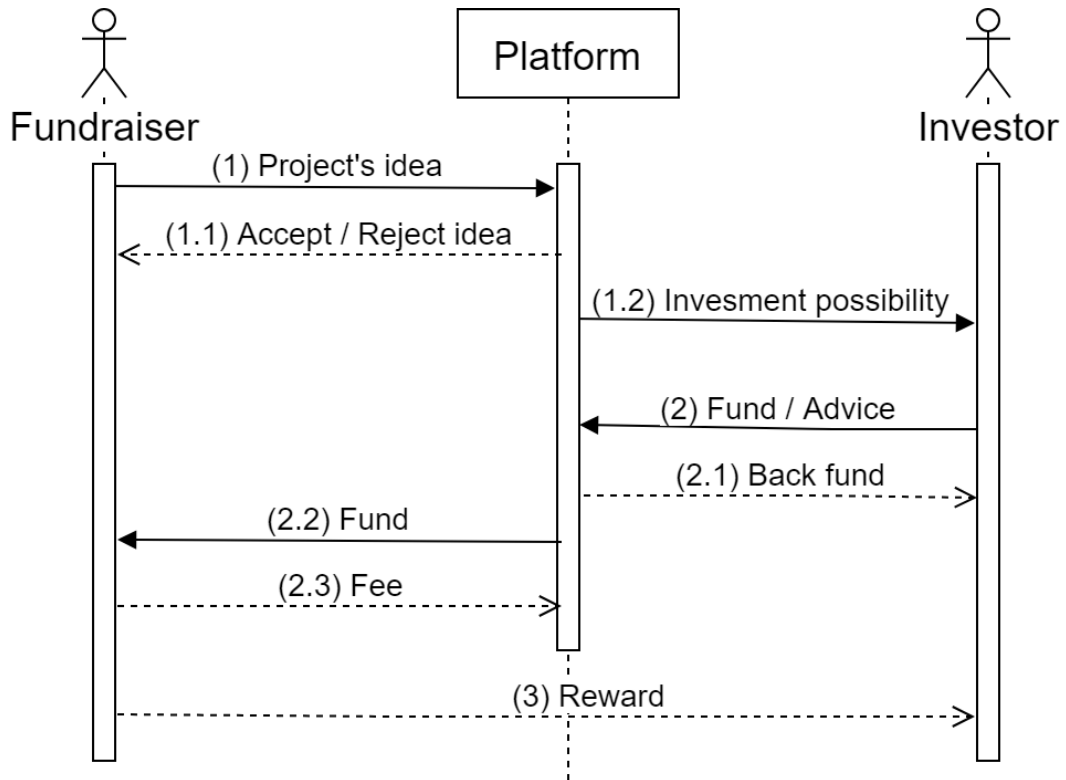 Platform
Fundraiser
Investor
(1) Project's idea
(1.1) Accept / Reject idea
(1.2) Invesment possibility
(2) Fund / Advice
(2.1) Back fund
(2.2) Fund
(2.3) Fee
(3) Reward